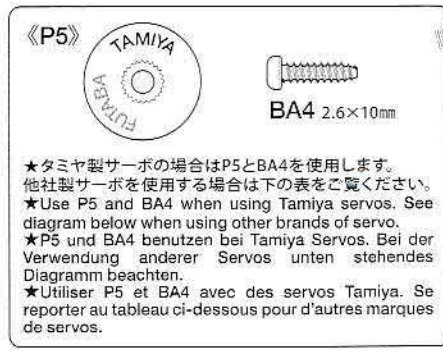 《P5》
TAMIYA
FUTABA
BA4 2.6×10mm
★タミヤ製サーボの場合はP5とBA4を使用します。
他社製サーボを使用する場合は下の表をご覧ください。
★Use P5 and BA4 when using Tamiya servos. See
diagram below when using other brands of servo.
★P5 und BA4 benutzen bei Tamiya Servos. Bei der
Verwendung anderer Servos unten stehendes
Diagramm beachten.
★Utiliser P5 et BA4 avec des servos Tamiya. Se
reporter au tableau ci-dessous pour d'autres marques
de servos.